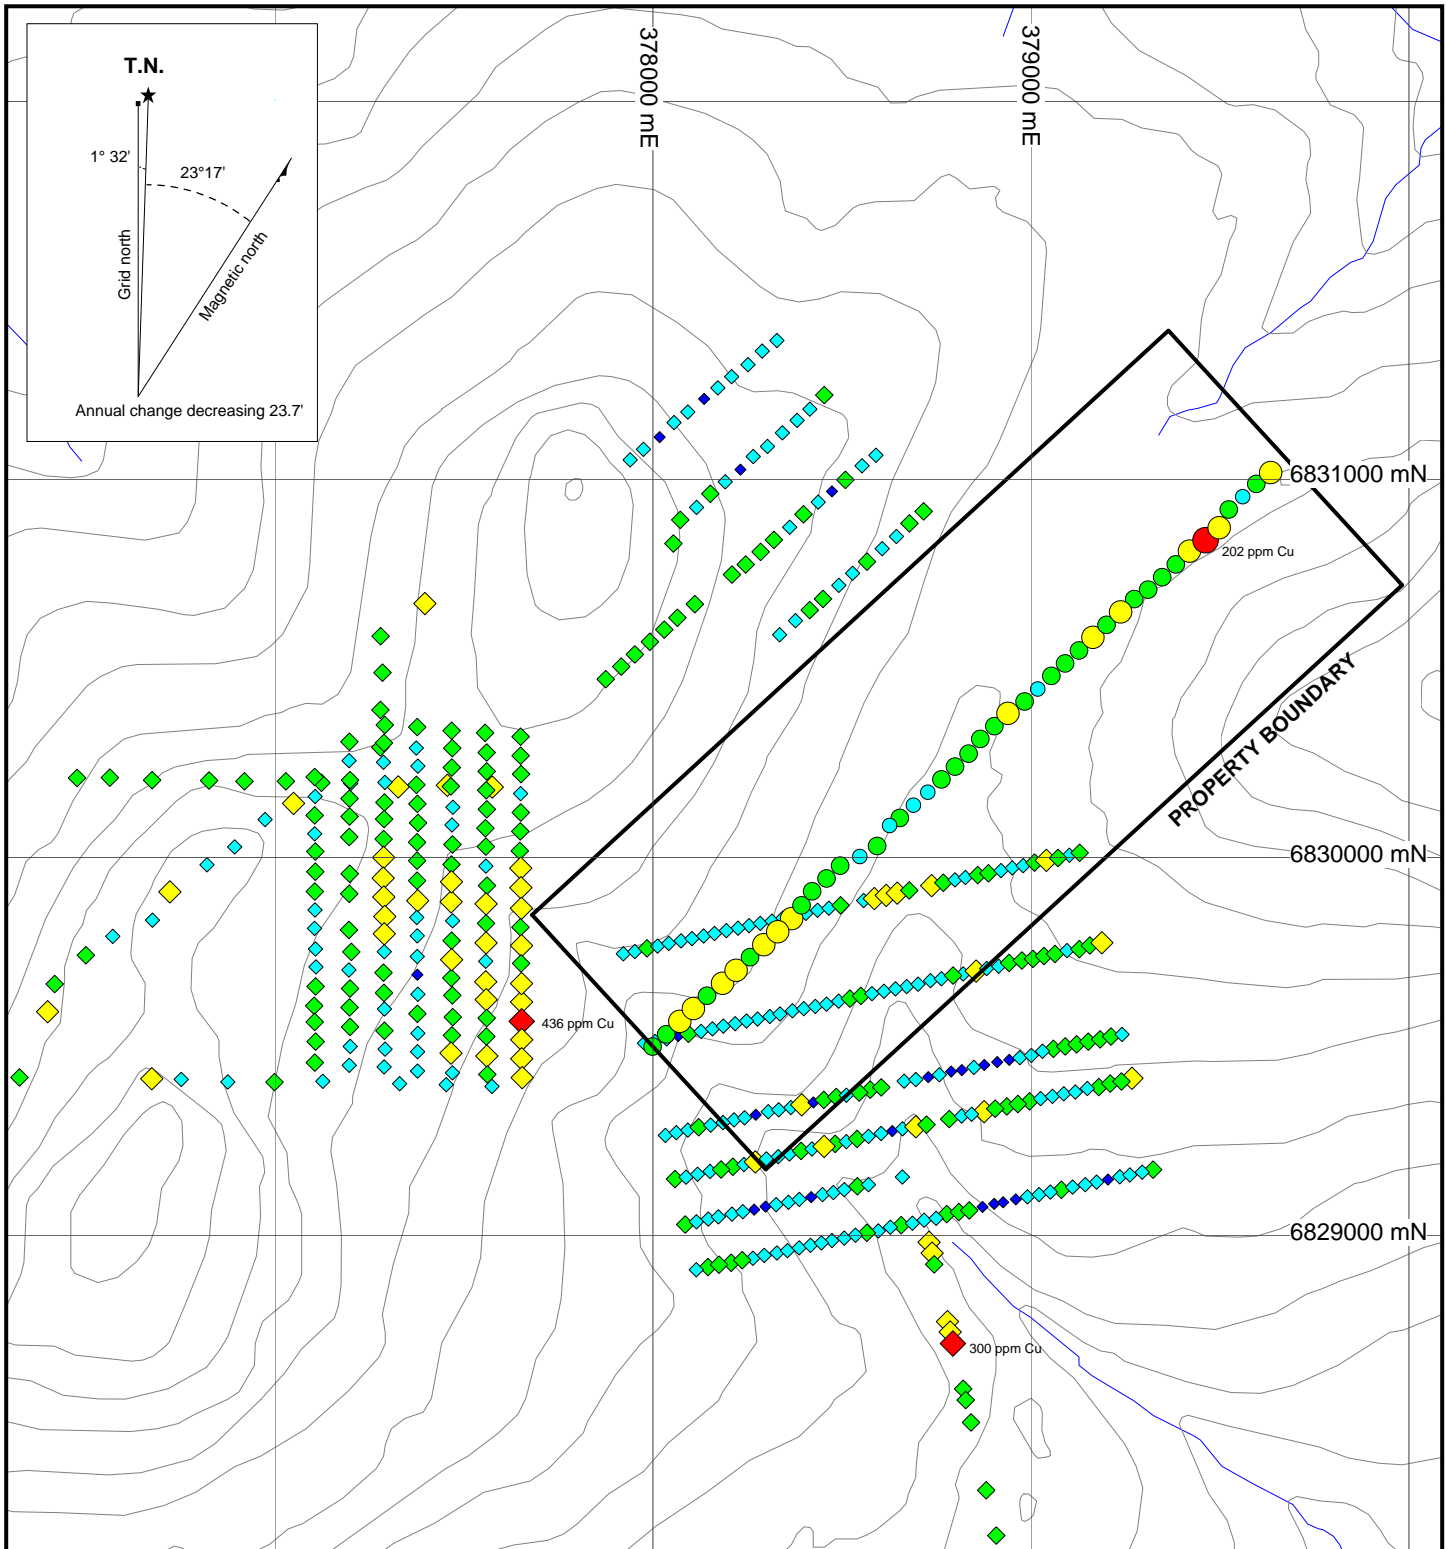 T.N.
1° 32'
23°17'
Grid north
Magnetic north
Annual change decreasing 23.7'
378000 mE
379000 mE
6831000 mN
202 ppm Cu
PROPERTY BOUNDARY
6830000 mN
436 ppm Cu
6829000 mN
300 ppm Cu